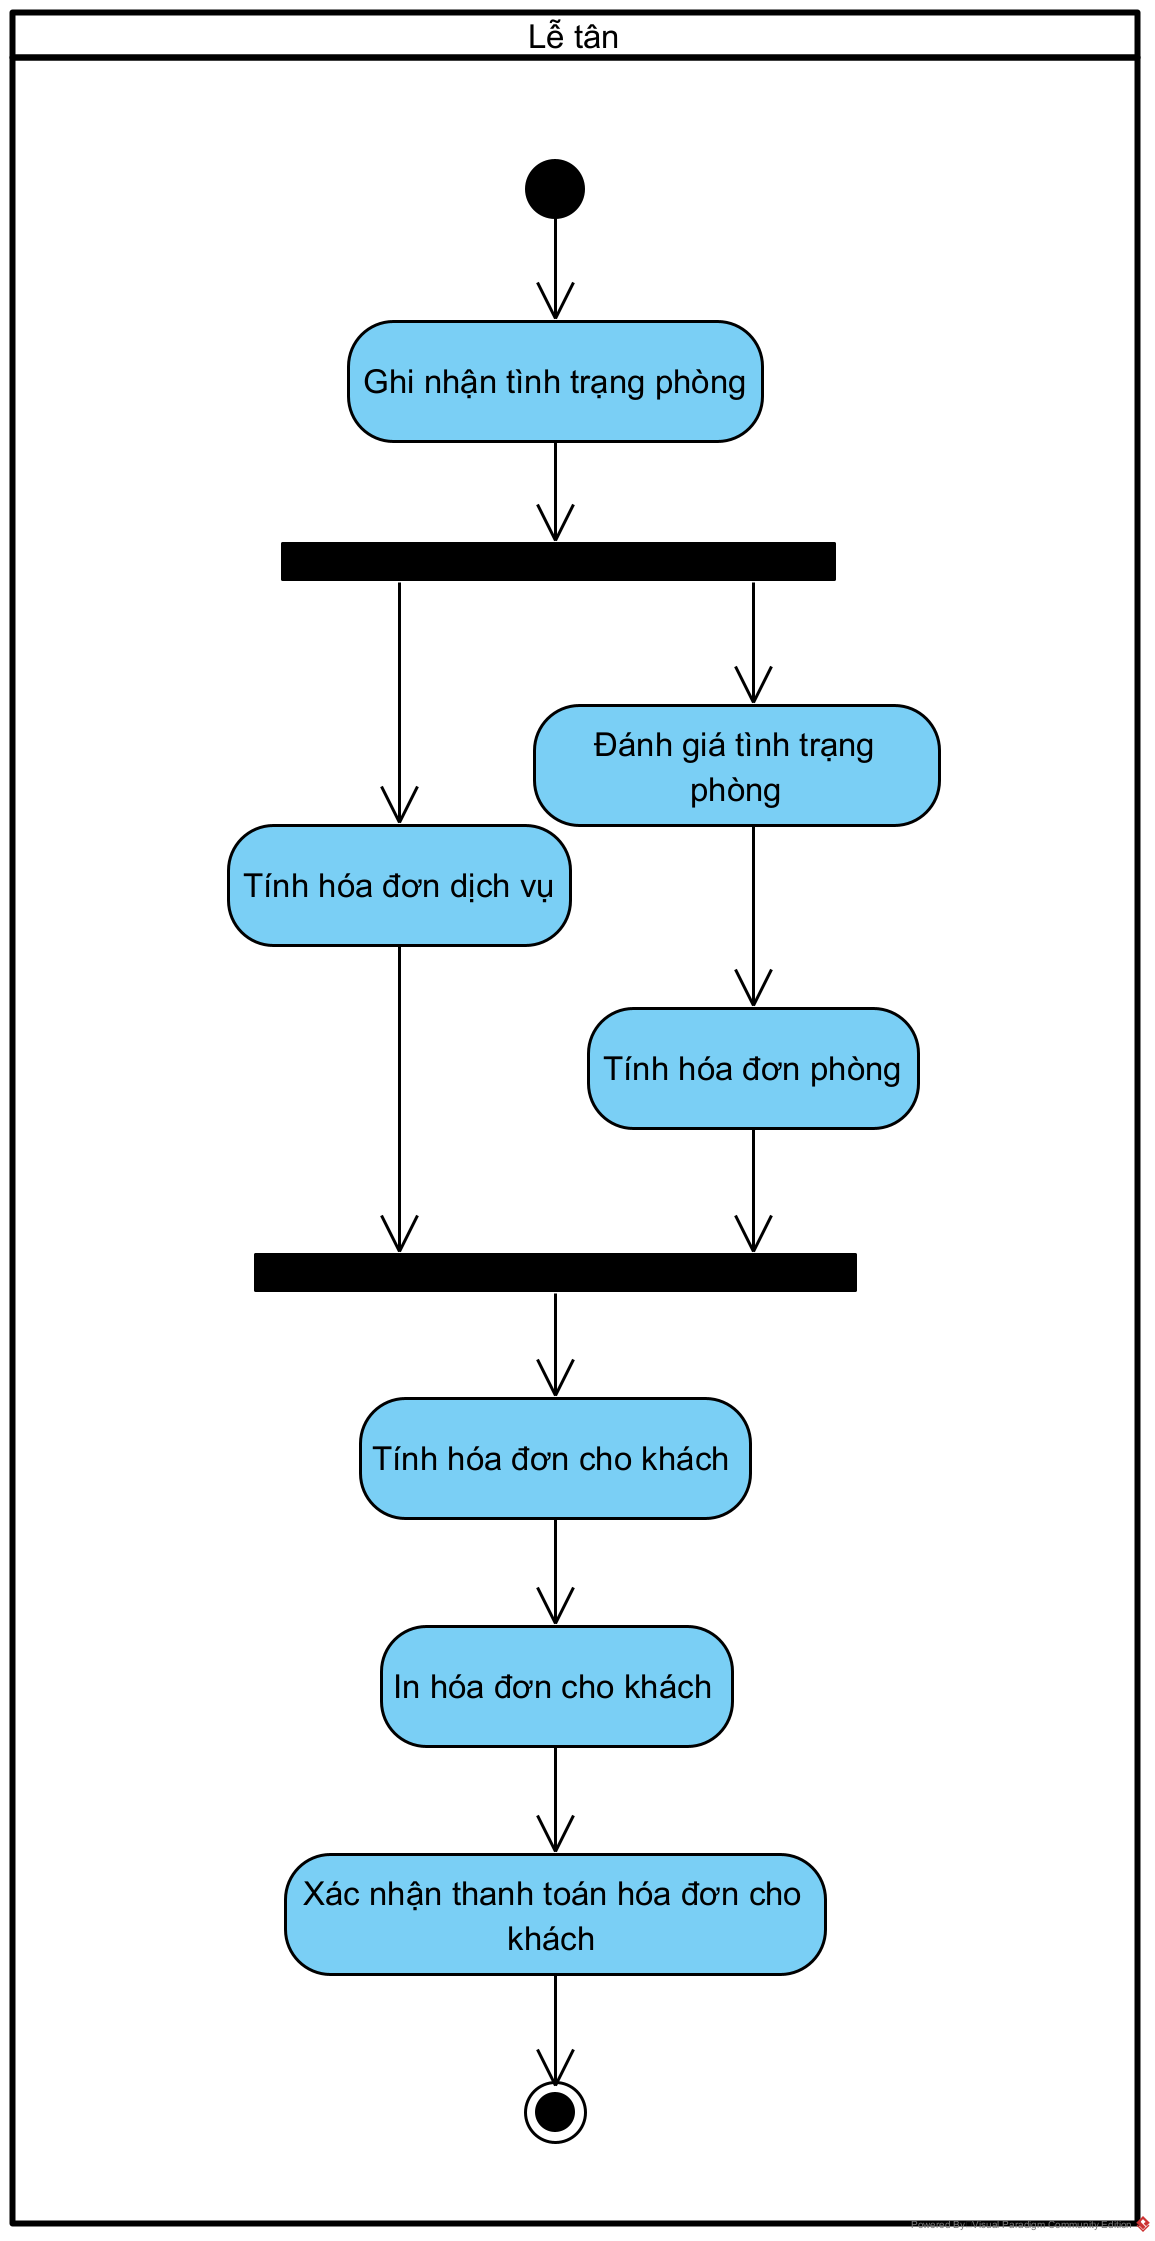 Lễ tân
Ghi nhận tình trạng phòng
Đánh giá tình trạng
phòng
Tính hóa đơn dịch vụ
Tính hóa đơn phòng
Tính hóa đơn cho khách
In hóa đơn cho khách
Xác nhận thanh toán hóa đơn cho
khách
Powered By Visual Paradigm Community Edition